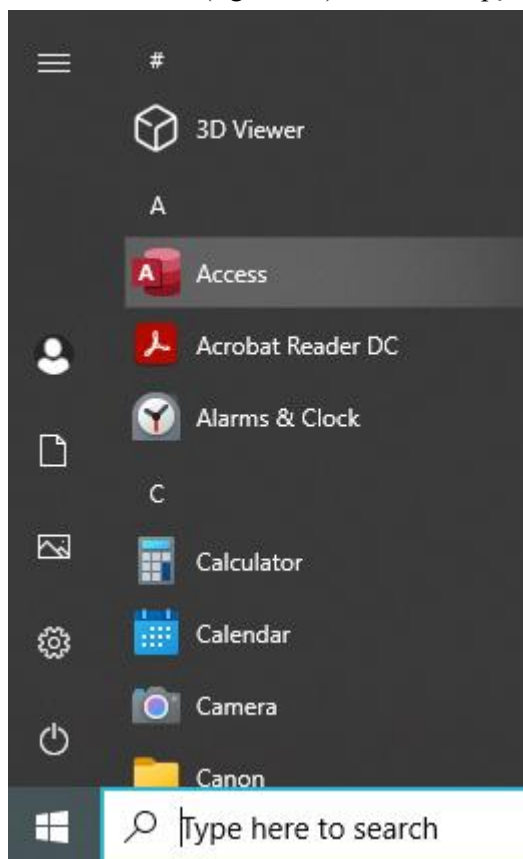 #
3D Viewer
A
A
Access
Acrobat Reader DC
Alarms & Clock
C
Calculator
Calendar
Camera
Canon
Type here to search